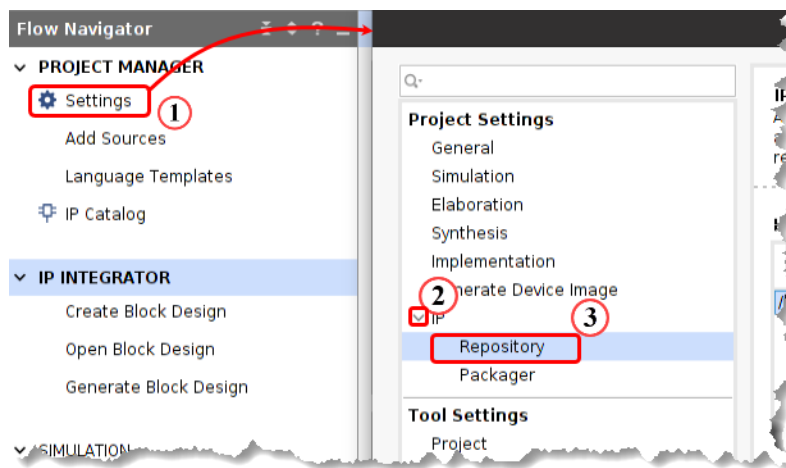 Flow Navigator
PROJECT MANAGER
Settings
1
Add Sources
Language Templates
IP Catalog
IP INTEGRATOR
Create Block Design
Open Block Design
Generate Block Design
SIMULATION
Project Settings
General
Simulation
Elaboration
Synthesis
Implementation
Device Image
2
IP
3
Repository
Packager
Tool Settings
Project